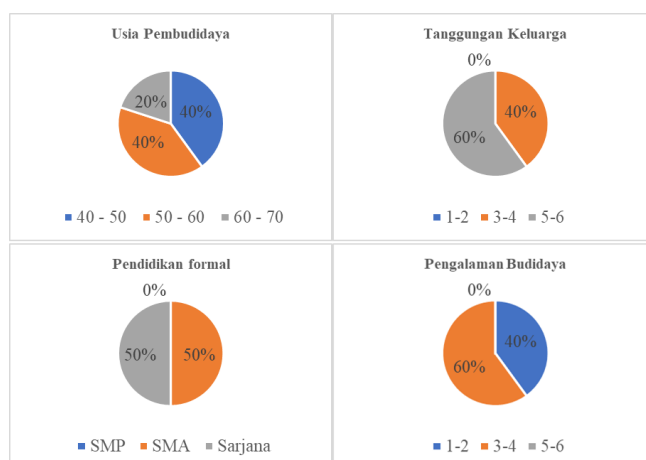 Usia Pembudidaya
20%
40%
40%
40 - 50 50 - 60 60 - 70
Tanggungan Keluarga
0%
40%
60%
1-2 3-4 5-6
Pendidikan formal
0%
50%
50%
SMP SMA Sarjana
Pengalaman Budidaya
0%
40%
60%
1-2 3-4 5-6